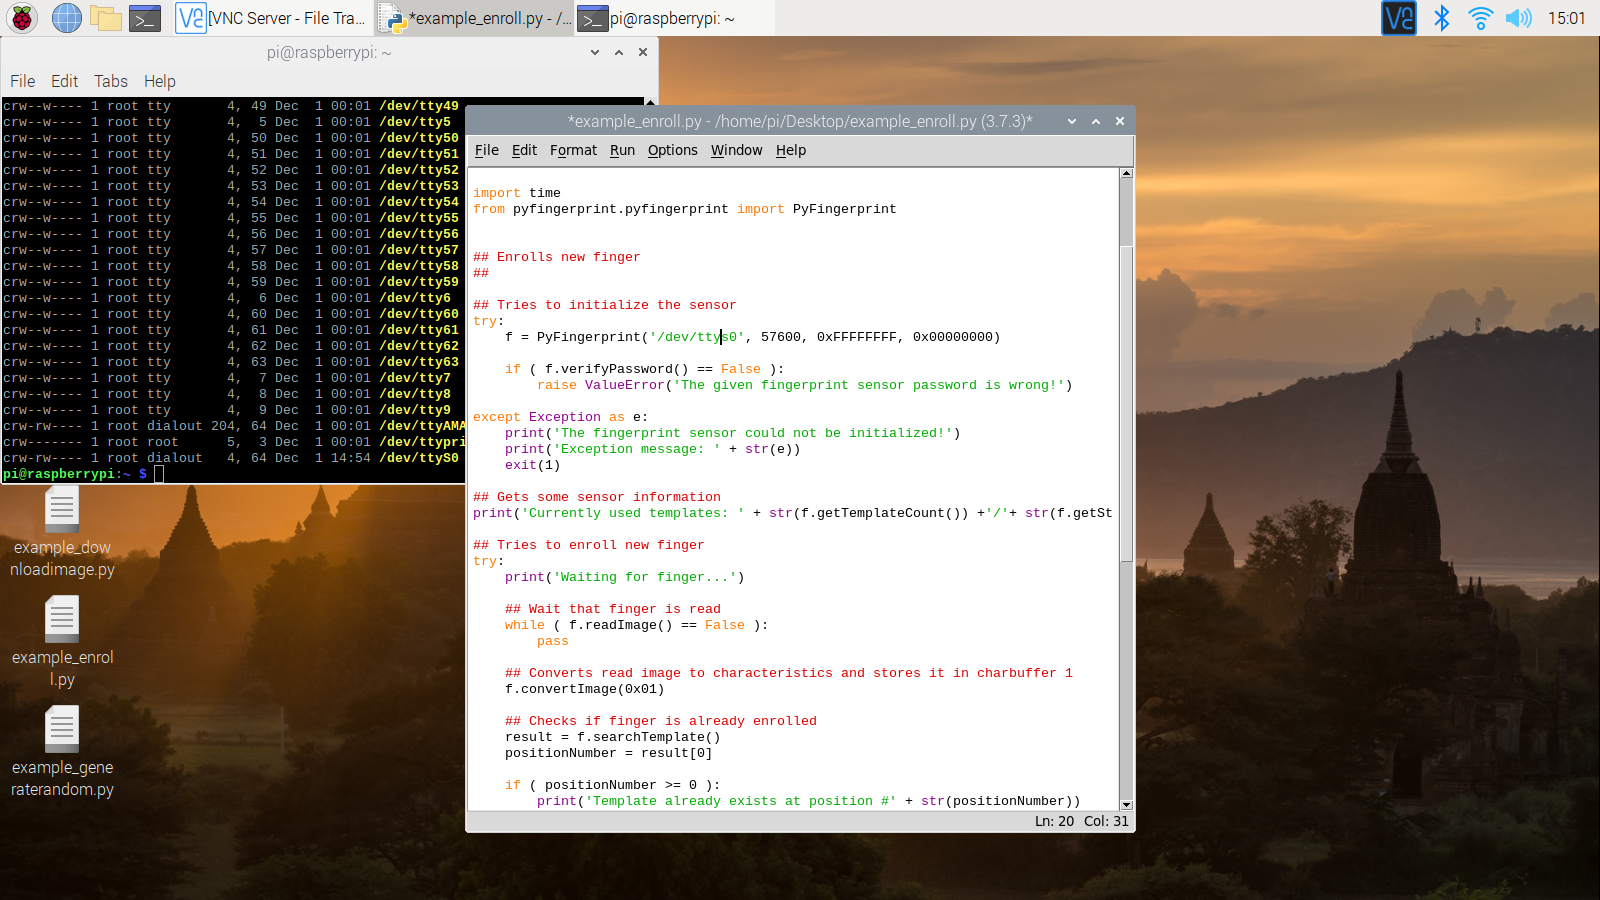 [VNC Server - File Tra...
*example_enroll.py - /...
pi@raspberrypi: ~
15:01
pi@raspberrypi: ~
File Edit Tabs Help
crw--w---- 1 root tty 4, 49 Dec 1 00:01 /dev/tty49
crw--w---- 1 root tty 4, 5 Dec 1 00:01 /dev/tty5
crw--w---- 1 root tty 4, 50 Dec 1 00:01 /dev/tty50
crw--w---- 1 root tty 4, 51 Dec 1 00:01 /dev/tty51
crw--w---- 1 root tty 4, 52 Dec 1 00:01 /dev/tty52
crw--w---- 1 root tty 4, 53 Dec 1 00:01 /dev/tty53
crw--w---- 1 root tty 4, 54 Dec 1 00:01 /dev/tty54
crw--w---- 1 root tty 4, 55 Dec 1 00:01 /dev/tty55
crw--w---- 1 root tty 4, 56 Dec 1 00:01 /dev/tty56
crw--w---- 1 root tty 4, 57 Dec 1 00:01 /dev/tty57
crw--w---- 1 root tty 4, 58 Dec 1 00:01 /dev/tty58
crw--w---- 1 root tty 4, 59 Dec 1 00:01 /dev/tty59
crw--w---- 1 root tty 4, 6 Dec 1 00:01 /dev/tty6
crw--w---- 1 root tty 4, 60 Dec 1 00:01 /dev/tty60
crw--w---- 1 root tty 4, 61 Dec 1 00:01 /dev/tty61
crw--w---- 1 root tty 4, 62 Dec 1 00:01 /dev/tty62
crw--w---- 1 root tty 4, 63 Dec 1 00:01 /dev/tty63
crw--w---- 1 root tty 4, 7 Dec 1 00:01 /dev/tty7
crw--w---- 1 root tty 4, 8 Dec 1 00:01 /dev/tty8
crw--w---- 1 root tty 4, 9 Dec 1 00:01 /dev/tty9
crw-rw---- 1 root dialout 204, 64 Dec 1 00:01 /dev/ttyAMA
crw------- 1 root root 5, 3 Dec 1 00:01 /dev/ttypri
crw-rw---- 1 root dialout 4, 64 Dec 1 14:54 /dev/ttyS0
pi@raspberrypi:~ $
example_dow
nloadimage.py
example_enrol
l.py
example_gene
raterandom.py
*example_enroll.py - /home/pi/Desktop/example_enroll.py (3.7.3)*
File Edit Format Run Options Window Help
import time
from pyfingerprint.pyfingerprint import PyFingerprint
## Enrolls new finger
##
## Tries to initialize the sensor
try:
f = PyFingerprint('/dev/ttys0', 57600, 0xFFFFFFFF, 0x00000000)
if ( f.verifyPassword() == False ):
raise ValueError('The given fingerprint sensor password is wrong!')
except Exception as e:
print('The fingerprint sensor could not be initialized!')
print('Exception message: ' + str(e))
exit(1)
## Gets some sensor information
print('Currently used templates: ' + str(f.getTemplateCount()) +'/'+ str(f.getSt
## Tries to enroll new finger
try:
print('Waiting for finger...')
## Wait that finger is read
while ( f.readImage() == False ):
pass
## Converts read image to characteristics and stores it in charbuffer 1
f.convertImage(0x01)
## Checks if finger is already enrolled
result = f.searchTemplate()
positionNumber = result[0]
if ( positionNumber >= 0 ):
print('Template already exists at position #' + str(positionNumber))
Ln: 20 Col: 31